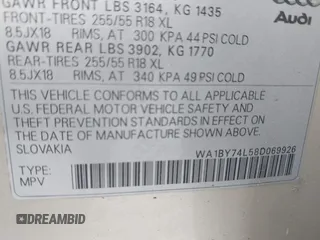 GAWR FRONT LBS 3164, KG 1435
FRONT-TIRES 255/55 R18 XL
8.5JX18 RIMS, AT 300 KPA 44 PSI COLD
GAWR REAR LBS 3902, KG 1770
REAR-TIRES 255/55 R18 XL
8.5JX18 RIMS, AT 340 KPA 49 PSI COLD
Audi
THIS VEHICLE CONFORMS TO ALL APPLICABLE
U.S. FEDERAL MOTOR VEHICLE SAFETY AND
THEFT PREVENTION STANDARDS IN EFFECT ON
THE DATE OF MANUFACTURE SHOWN ABOVE.
SLOVAKIA
WA1BY74L58D069926
TYPE:
MPV
©DREAMBID